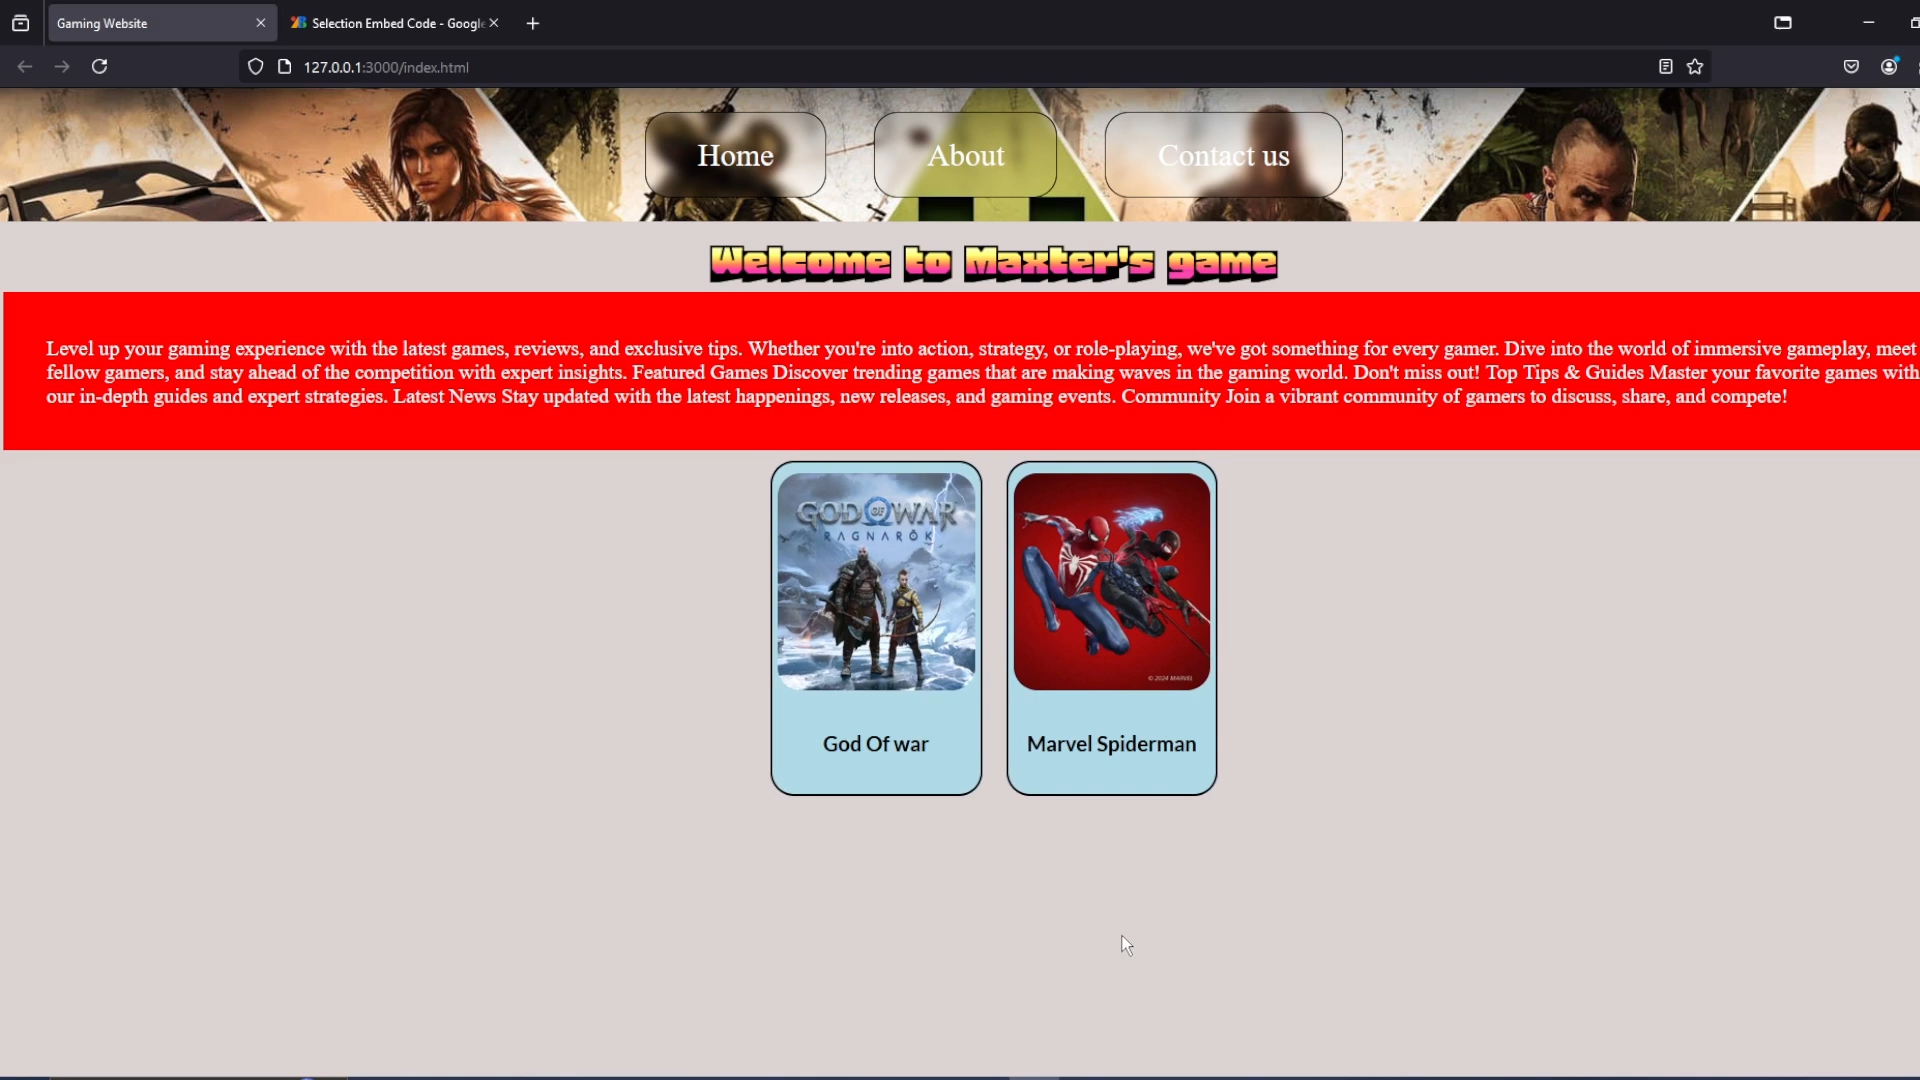 Gaming Website
Selection Embed Code - Google
127.0.0.1:3000/index.html
Home
About
Contact us
Welcome to Maxter's game
Level up your gaming experience with the latest games, reviews, and exclusive tips. Whether you're into action, strategy, or role-playing, we've got something for every gamer. Dive into the world of immersive gameplay, meet
fellow gamers, and stay ahead of the competition with expert insights. Featured Games Discover trending games that are making waves in the gaming world. Don't miss out! Top Tips & Guides Master your favorite games with
our in-depth guides and expert strategies. Latest News Stay updated with the latest happenings, new releases, and gaming events. Community Join a vibrant community of gamers to discuss, share, and compete!
GOD OF WAR
RAGNARÖK
© 2024 MARVEL
God Of war
Marvel Spiderman